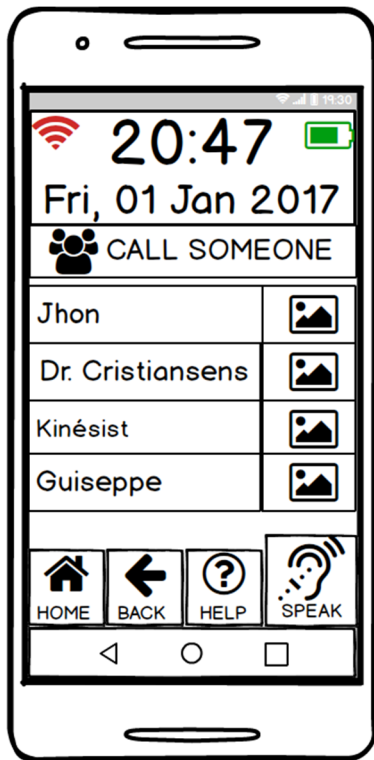 19:30
20:47
Fri, 01 Jan 2017
CALL SOMEONE
Jhon
Dr. Cristiansens
Kinésist
Guiseppe
HOME BACK HELP SPEAK